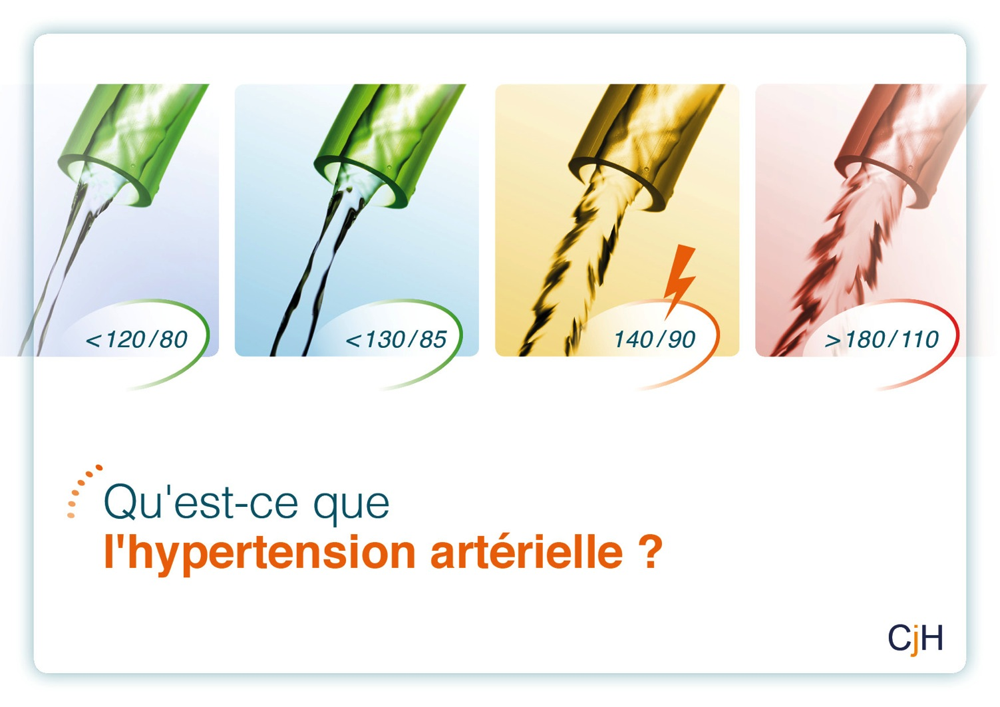 <120/80
<130/85
140/90
>180/110
Qu'est-ce que
l'hypertension artérielle ?
CjH